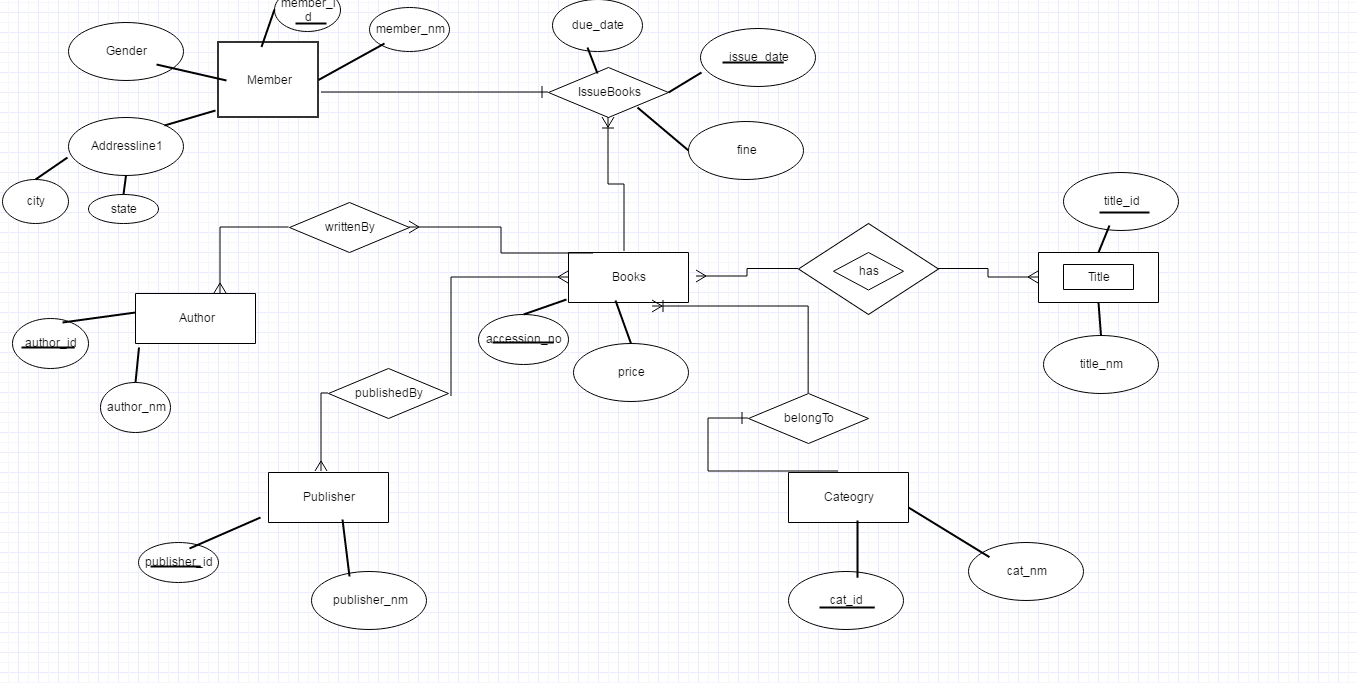 member_i
d
member_nm
due_date
Gender
issue_date
Member
IssueBooks
Addressline1
fine
city
state
title_id
writtenBy
Books
has
Title
Author
author_id
accession_no
price
title_nm
author_nm
publishedBy
belongTo
Publisher
Cateogry
publisher_id
cat_nm
publisher_nm
cat_id